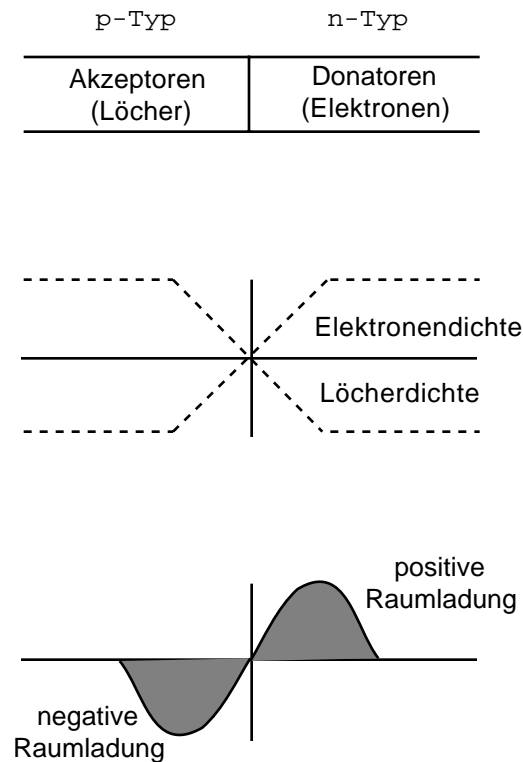 p-Typ n-Typ
Akzeptoren
(Löcher)
Donatoren
(Elektronen)
Elektronendichte
Löcherdichte
positive
Raumladung
negative
Raumladung